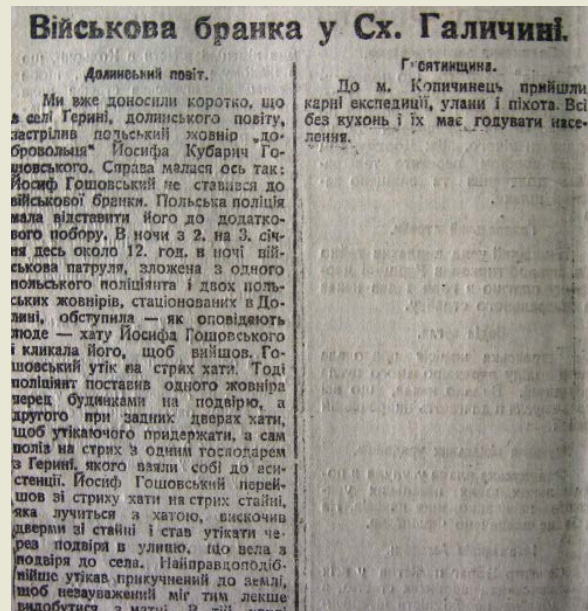 Військова бранка у Сх. Галичині.
Долинський повіт.
Ми вже доносили коротко, що
в селі Герині, долинського повіту,
застрілив польський жовнір „до-
бровольця" Йосифа Кубарич Го-
шовського. Справа малася ось так:
Йосиф Гошовський не ставився до
військової бранки. Польська поліція
мала відставити його до додатко-
вого побору. В ночи з 2. на 3. січ-
ня десь около 12. год. в ночі вій-
ськова патруля, зложена з одного
польського поліціянта і двох поль-
ських жовнірів, стаціонованих в До-
лині, обступила — як оповідають
люде — хату Йосифа Гошовського
і кликала його, щоб вийшов. Го-
шовський утік на стрих хати. Тоді
поліціянт поставив одного жовніра
перед будинками на подвірю, а
другого при задних дверах хати,
щоб утікаючого придержати, а сам
поліз на стрих з одним господарем
з Герині, якого взяли собі до аси-
стенції. Йосиф Гошовський перей-
шов зі стриху хати на стрих стайні,
яка лучиться з хатою, вискочив
дверми зі стайні і став утікати че-
рез подвіря в улицю, що вела з
подвіря до села. Найправдоподіб-
нійше утікав прикучнений до землі,
щоб незауважений міг тим лекше
видобутися з матні. В тій
Гусятинщина.
До м. Копичинець прийшли
карні експедиції, улани і піхота. Всі
без кухонь і їх має годувати насе-
лення.